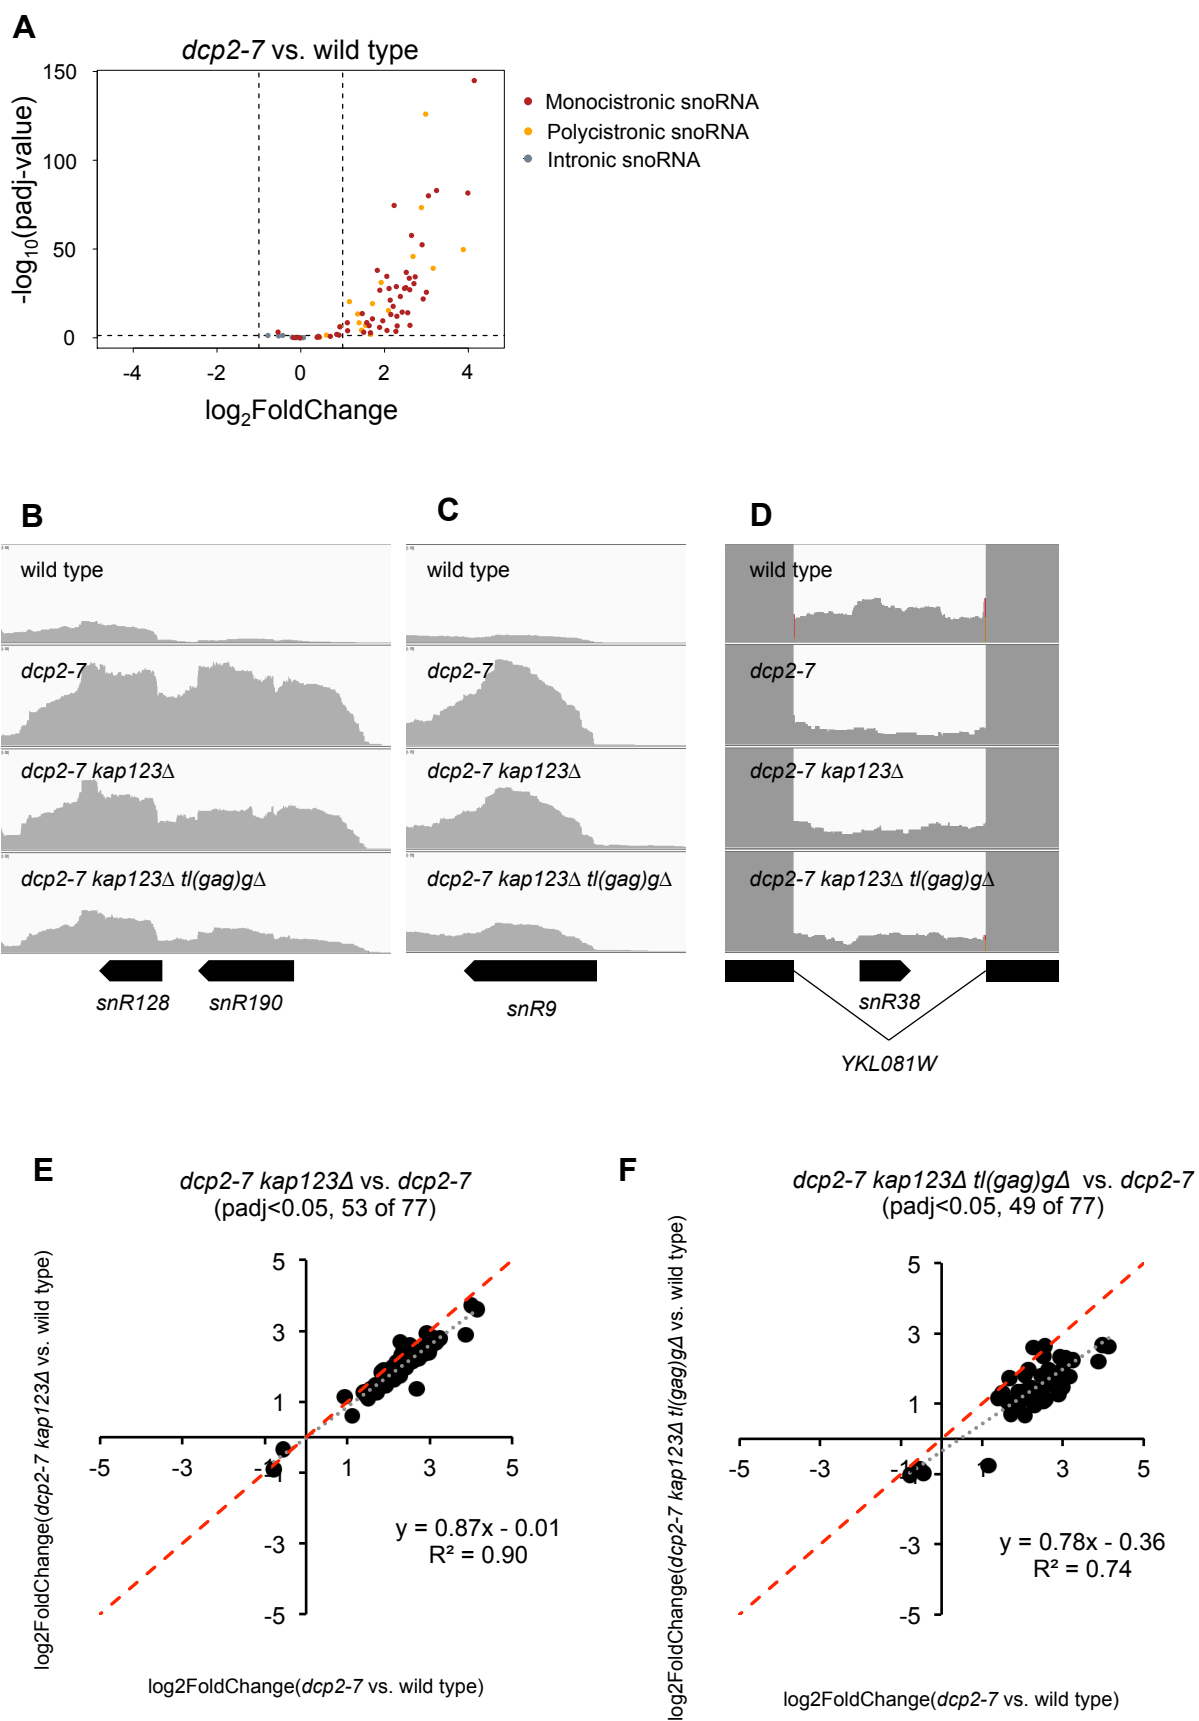 A
dcp2-7 vs. wild type
150
100
50
0
-log10(padj-value)
-4 -2 0 2 4
log2FoldChange
Monocistronic snoRNA
Polycistronic snoRNA
Intronic snoRNA
B
wild type
dcp2-7
dcp2-7 kap123Δ
dcp2-7 kap123Δ tl(gag)gΔ
snR128 snR190
C
wild type
dcp2-7
dcp2-7 kap123Δ
dcp2-7 kap123Δ tl(gag)gΔ
snR9
D
wild type
dcp2-7
dcp2-7 kap123Δ
dcp2-7 kap123Δ tl(gag)gΔ
snR38
YKL081W
E
dcp2-7 kap123Δ vs. dcp2-7
(padj<0.05, 53 of 77)
log2FoldChange(dcp2-7 kap123Δ vs. wild type)
5
3
1
-5 -3 -1 1 3 5
-1
-3
-5
y = 0.87x - 0.01
R² = 0.90
log2FoldChange(dcp2-7 vs. wild type)
F
dcp2-7 kap123Δ tl(gag)gΔ vs. dcp2-7
(padj<0.05, 49 of 77)
log2FoldChange(dcp2-7 kap123Δ tl(gag)gΔ vs. wild type)
5
3
1
-5 -3 -1 1 3 5
-1
-3
-5
y = 0.78x - 0.36
R² = 0.74
log2FoldChange(dcp2-7 vs. wild type)